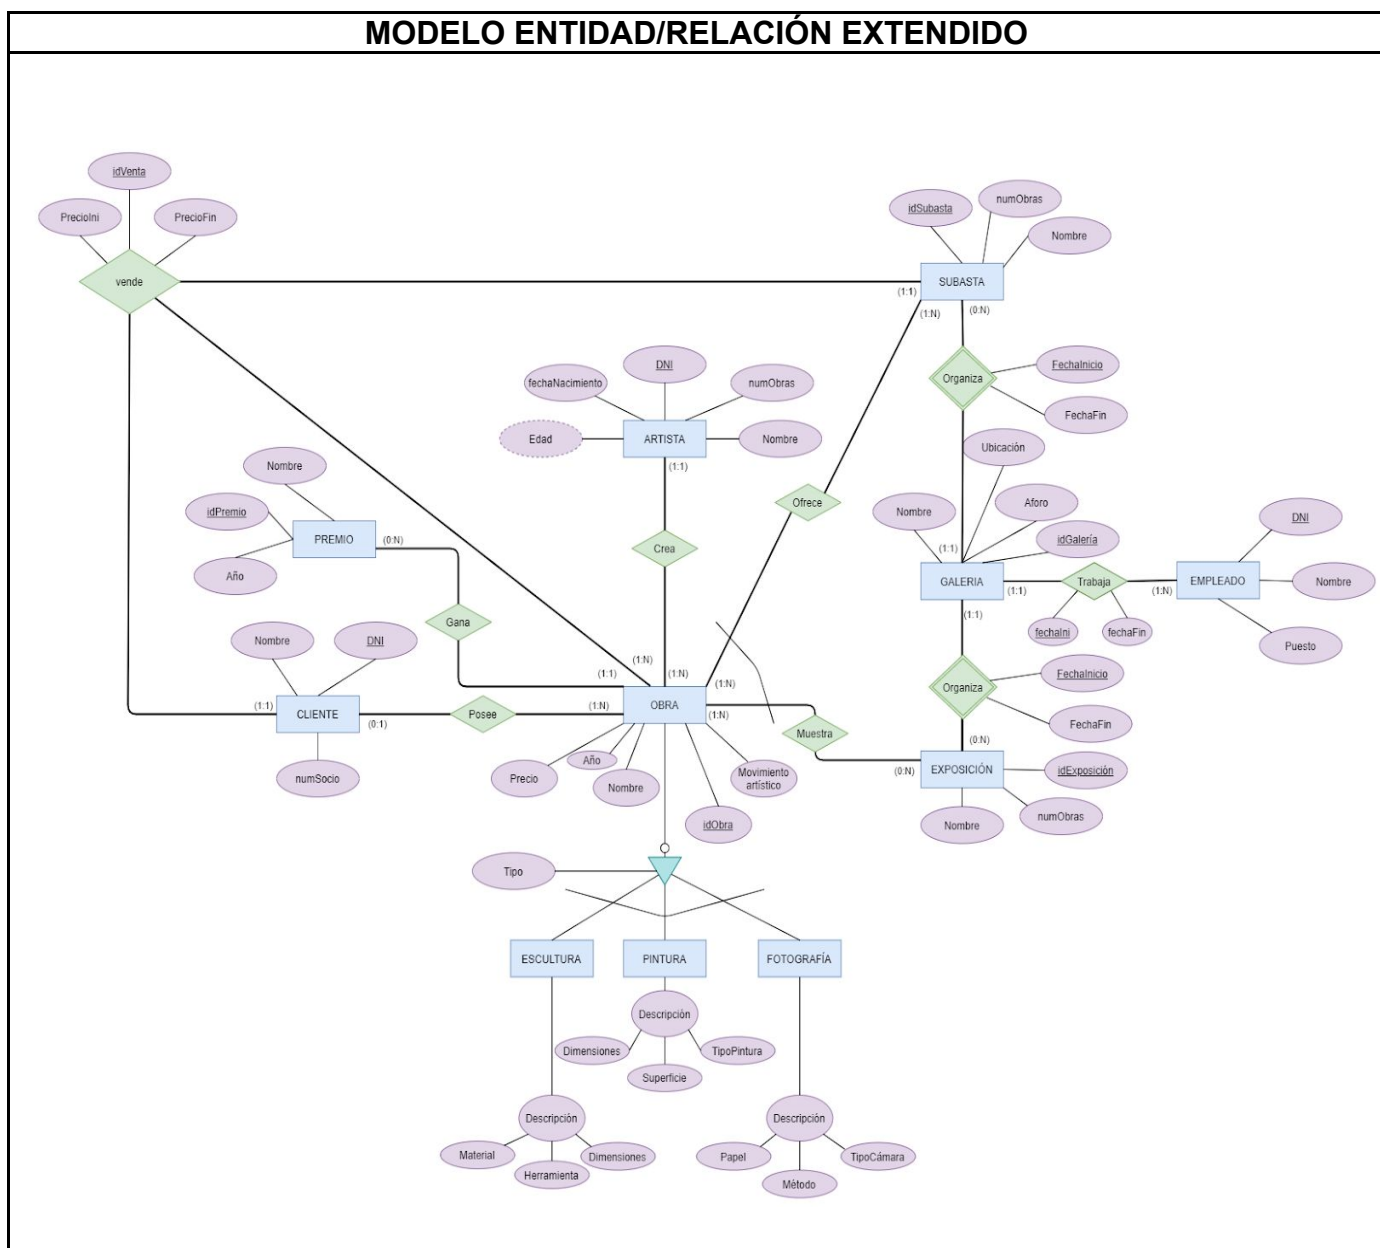 MODELO ENTIDAD/RELACIÓN EXTENDIDO
idVenta
PrecioIni
PrecioFin
vende
idSubasta
numObras
Nombre
SUBASTA
(1:1)
(1:N)
(0:N)
Organiza
FechaInicio
FechaFin
fechaNacimiento
DNI
numObras
Edad
ARTISTA
Nombre
(1:1)
Ubicación
Nombre
idPremio
PREMIO
(0:N)
Año
Ofrece
Nombre
Aforo
idGalería
(1:1)
GALERIA
(1:1)
(1:1)
Trabaja
fechaIni
fechaFin
(1:N)
EMPLEADO
DNI
Nombre
Puesto
Crea
Gana
Nombre
DNI
(1:1)
CLIENTE
(0:1)
numSocio
Posee
(1:N)
(1:1)
(1:N)
(1:N)
(1:N)
OBRA
(1:N)
Muestra
Organiza
FechaInicio
FechaFin
(0:N)
(0:N)
EXPOSICIÓN
idExposición
Nombre
numObras
Precio
Año
Nombre
idObra
Movimiento
artístico
Tipo
ESCULTURA
PINTURA
FOTOGRAFÍA
Descripción
Dimensiones
TipoPintura
Superficie
Descripción
Material
Herramienta
Dimensiones
Descripción
Papel
Método
TipoCámara